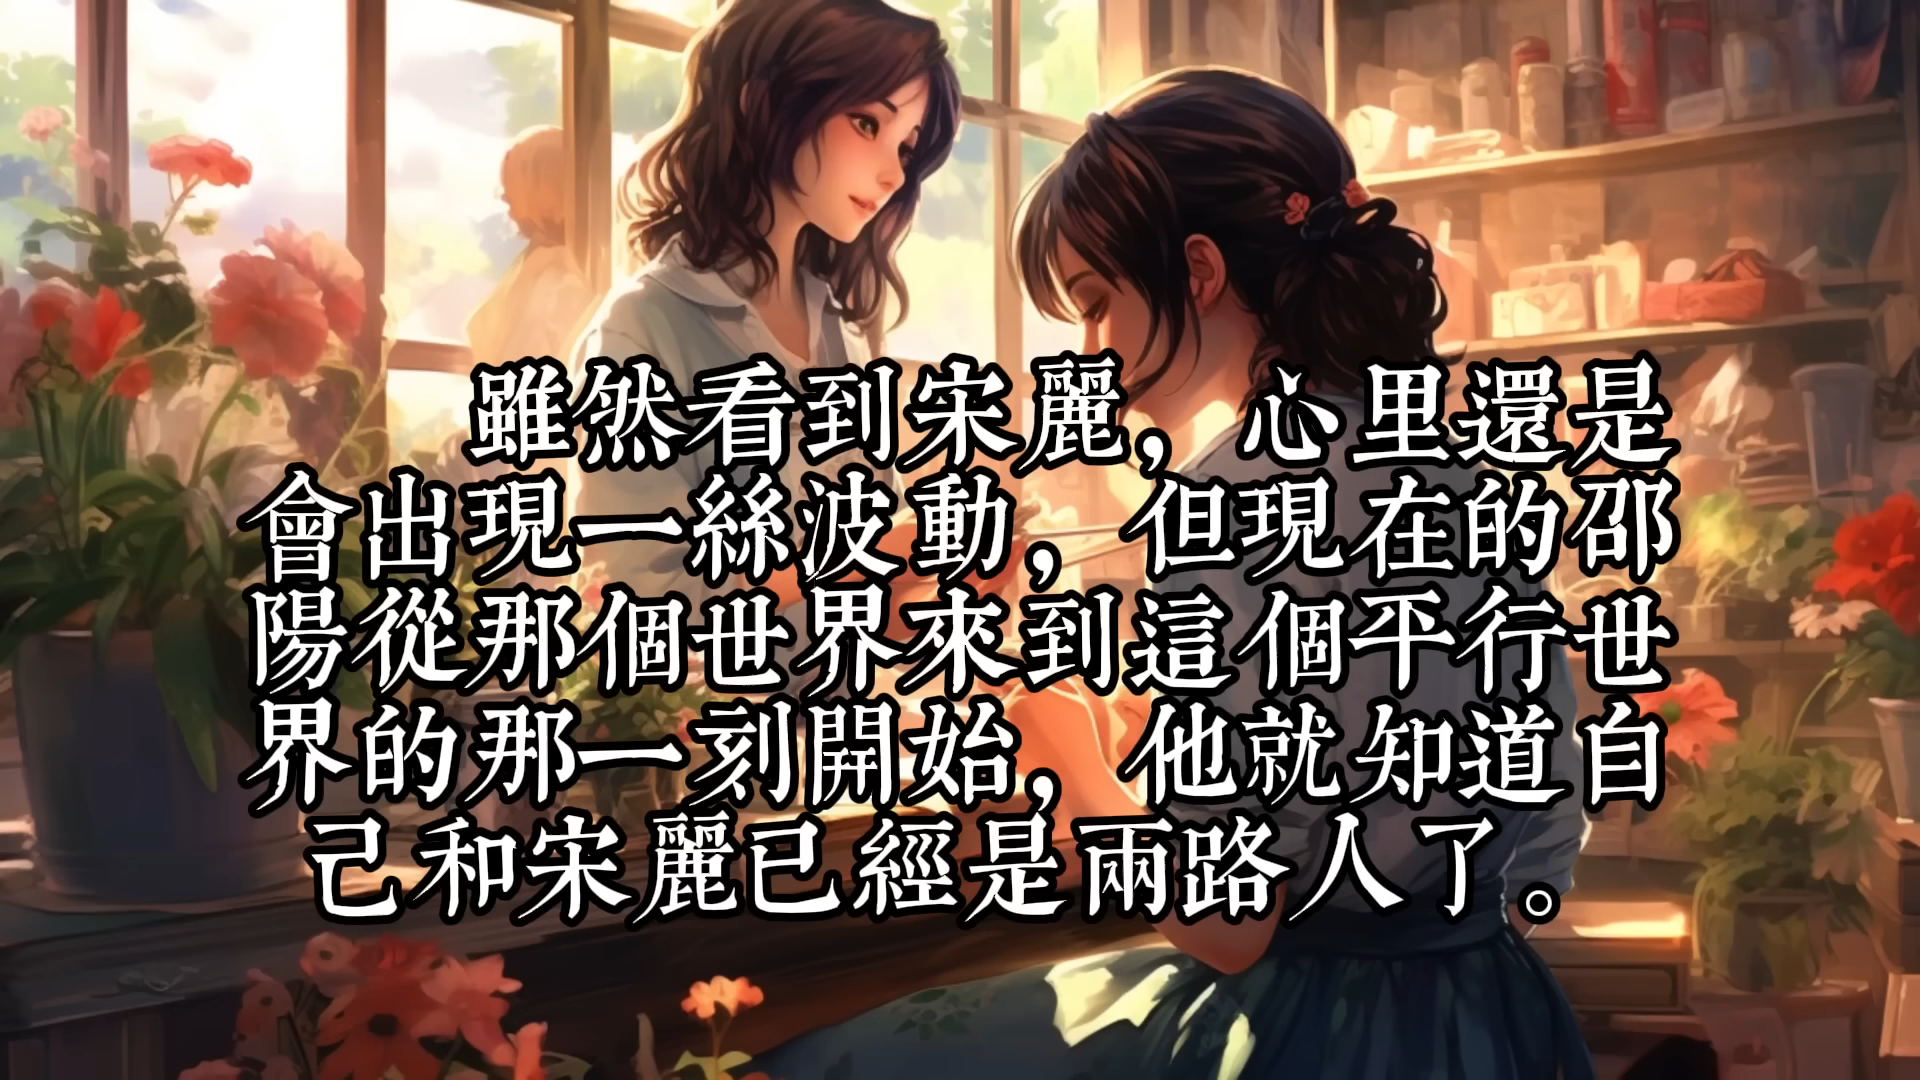 雖然看到宋麗，心里還是
會出現一絲波動，但現在的邵
陽從那個世界來到這個平行世
界的那一刻開始，他就知道自
己和宋麗已經是兩路人了。